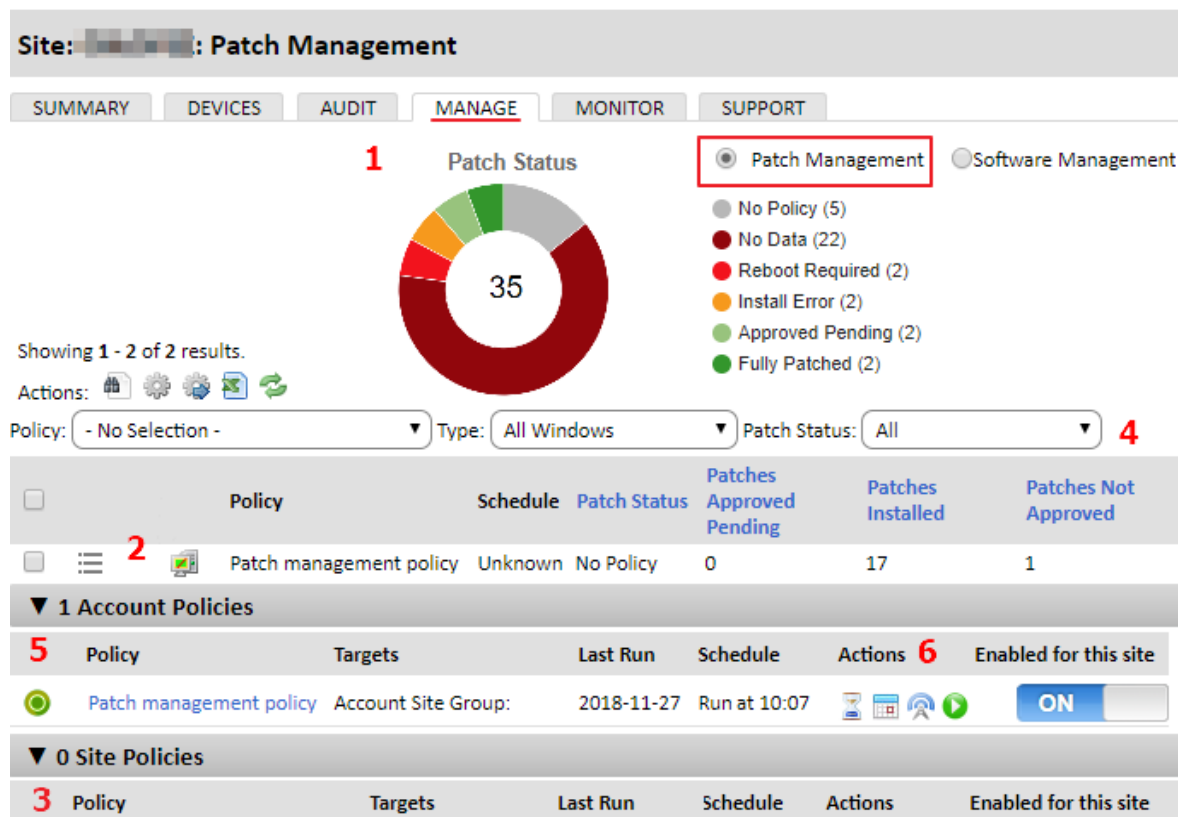 Site: : Patch Management
SUMMARY DEVICES AUDIT MANAGE MONITOR SUPPORT
1 Patch Status Patch Management Software Management
No Policy (5)
No Data (22)
35 Reboot Required (2)
Install Error (2)
Approved Pending (2)
Fully Patched (2)
Showing 1 - 2 of 2 results.
Actions:
Policy: - No Selection - Type: All Windows Patch Status: All 4
Policy Schedule Patch Status Patches Approved Pending Patches Installed Patches Not Approved
2 Patch management policy Unknown No Policy 0 17 1
1 Account Policies
5 Policy Targets Last Run Schedule Actions 6 Enabled for this site
Patch management policy Account Site Group: 2018-11-27 Run at 10:07 ON
0 Site Policies
3 Policy Targets Last Run Schedule Actions Enabled for this site